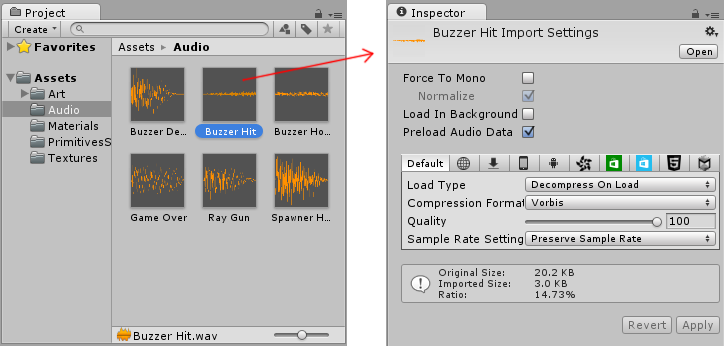 Project
Create
Favorites
Assets
Art
Audio
Materials
PrimitivesS
Textures
Assets Audio
Buzzer De... Buzzer Hit Buzzer Ho...
Game Over Ray Gun Spawner H...
Buzzer Hit.wav
Inspector
Buzzer Hit Import Settings
Open
Force To Mono
Normalize
Load In Background
Preload Audio Data
Default
Load Type Decompress On Load
Compression Format Vorbis
Quality 100
Sample Rate Setting Preserve Sample Rate
Original Size: 20.2 KB
Imported Size: 3.0 KB
Ratio: 14.73%
Revert Apply